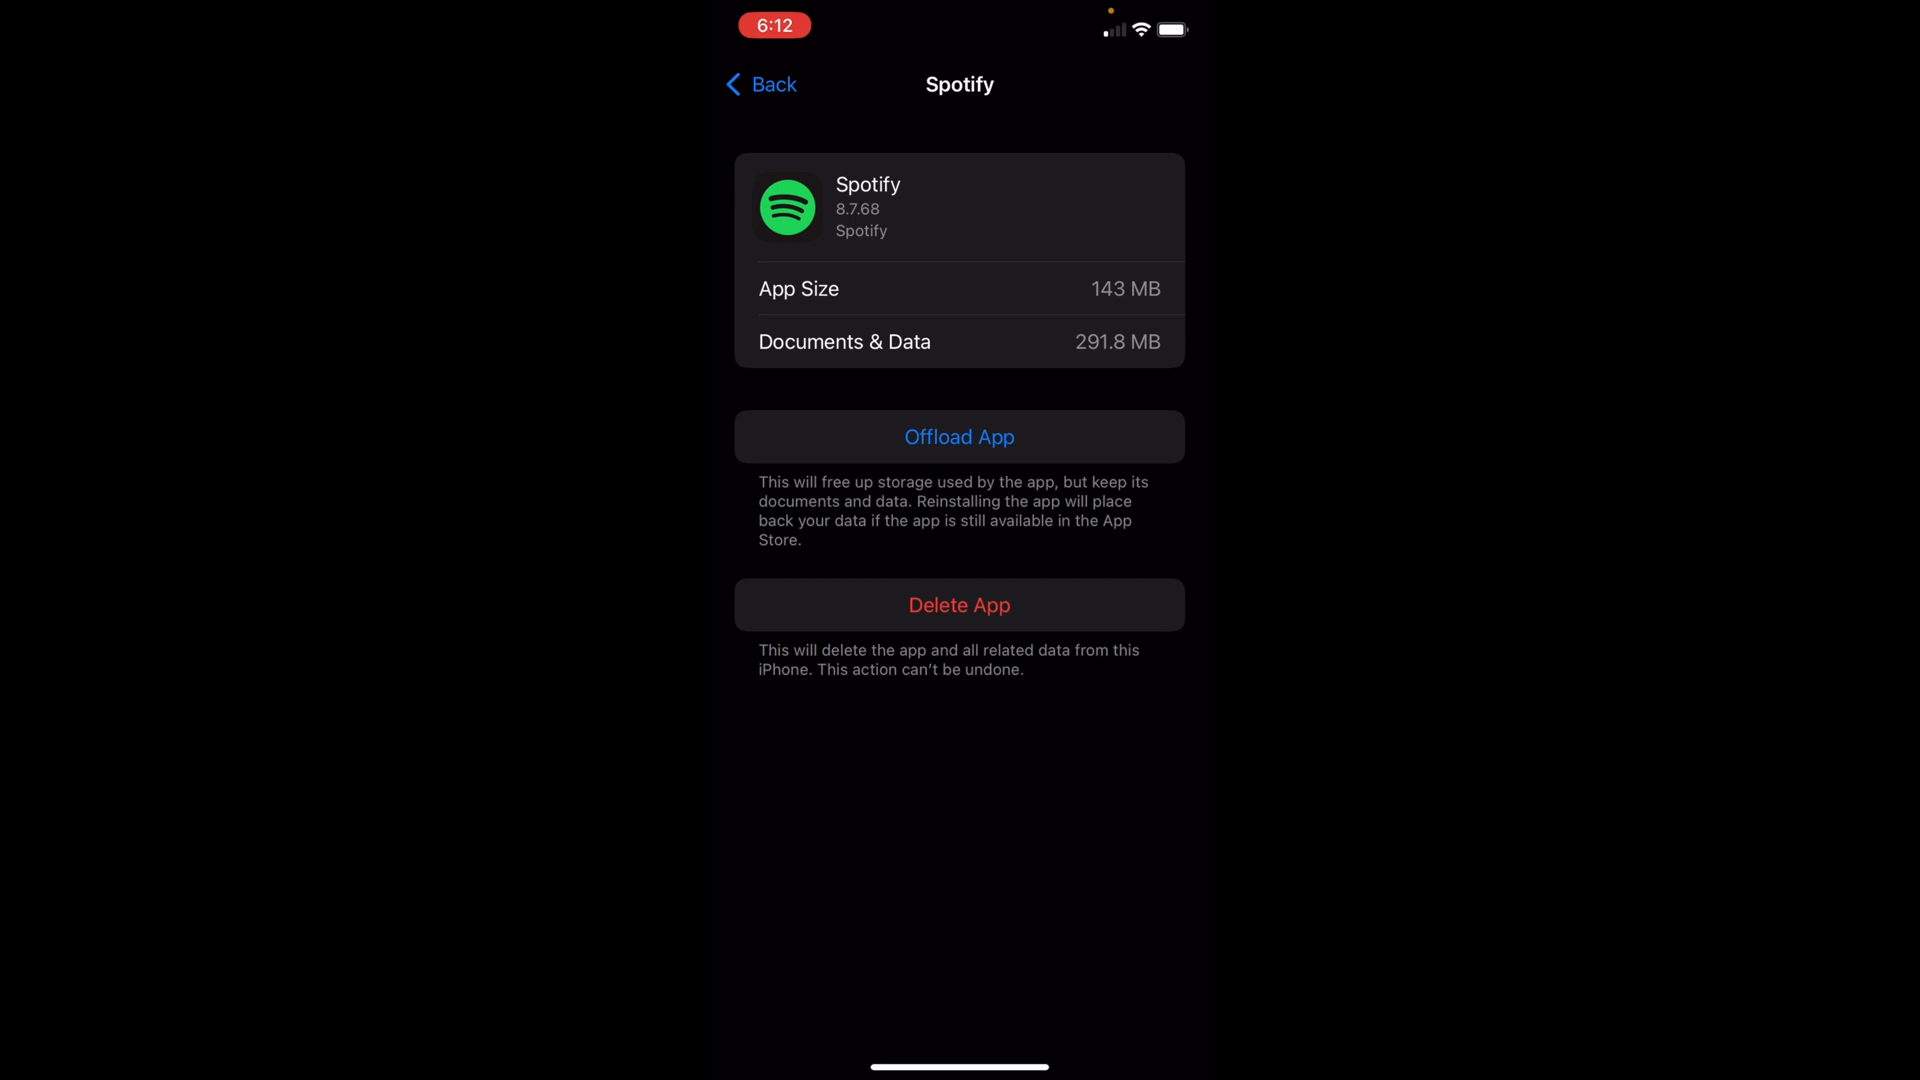 6:12
Back
Spotify
Spotify
8.7.68
Spotify
App Size 143 MB
Documents & Data 291.8 MB
Offload App
This will free up storage used by the app, but keep its
documents and data. Reinstalling the app will place
back your data if the app is still available in the App
Store.
Delete App
This will delete the app and all related data from this
iPhone. This action can’t be undone.